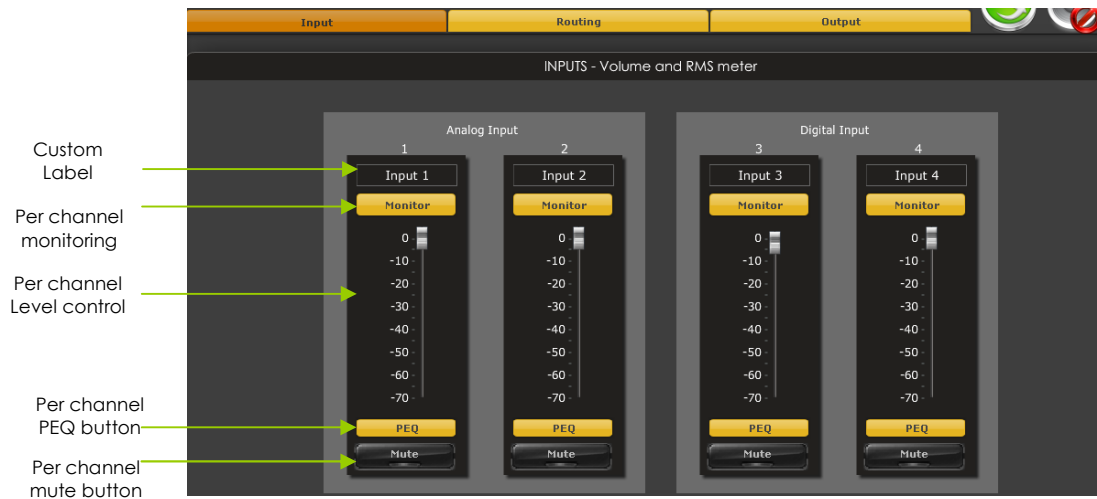 Input Routing Output
INPUTS - Volume and RMS meter
Analog Input Digital Input
1 2 3 4
Custom
Label
Input 1 Input 2 Input 3 Input 4
Per channel
monitoring
Monitor Monitor Monitor Monitor
Per channel
Level control
0 0 0 0
-10 -10 -10 -10
-20 -20 -20 -20
-30 -30 -30 -30
-40 -40 -40 -40
-50 -50 -50 -50
-60 -60 -60 -60
-70 -70 -70 -70
Per channel
PEQ button
PEQ PEQ PEQ PEQ
Per channel
mute button
Mute Mute Mute Mute